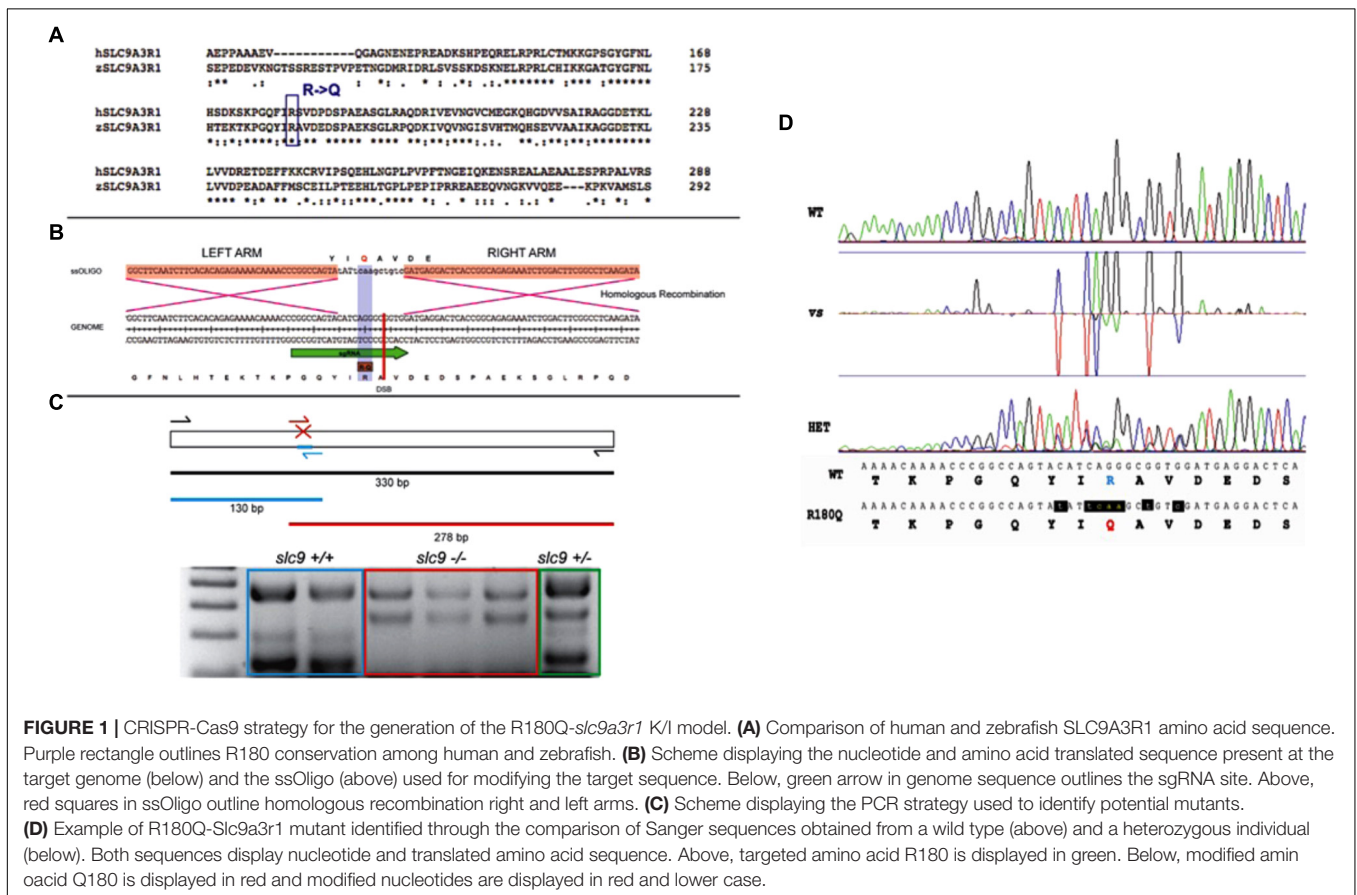 A
hSLC9A3R1 AEPPAAAEV------------QGAGNENEPREADKSHPEQRELRPRLCTMKKGPSGYGFNL 168
zSLC9A3R1 SEPEDEVKNGTSSRESTPVPETNGDMRIDRLSVSSKDSKNELRPRLCHIKKGATGYGFNL 175
R->Q
hSLC9A3R1 HSDKSKPGQFIRSVDPDSPAEASGLRAQDRIVEVNGVCMEGKQHGDVVSAIRAGGDETKL 228
zSLC9A3R1 HTEKTKPGQYIRAVDEDSPAEKSGLRPQDKIVQVNGISVHTMQHSEVVAAIKAGGDETKL 235
hSLC9A3R1 LVVDRETDEFFKKCRVIPSQEHLNGPLPVPFTNGEIQKENSREALAEAALESPRPALVRS 288
zSLC9A3R1 LVVDPEADAFFMSCEILPTEEHLTGPLPEPIPRREAEEQVNGKVVQEE---KPKVAMSLS 292
B
LEFT ARM Y I Q A V D E RIGHT ARM
ssOLIGO GGCTTCAATCTTCACACAGAGAAAACAAAACCCGGCCAGTAtATtcaagctgtcGATGAGGACTCACCGGCAGAGAAATCTGGACTTCGCCCTCAAGATA
Homologous Recombination
GENOME GGCTTCAATCTTCACACAGAGAAAACAAAACCCGGCCAGTACATCAGGGCGGTGGATGAGGACTCACCGGCAGAGAAATCTGGACTTCGCCCTCAAGATA
CCGAAGTTAGAAGTGTGTCTCTTTTGTTTTGGGCCGGTCATGTAGTCCCGCCACCTACTCCTGAGTGGCCGTCTCTTTAGACCTGAAGCGGGAGTTCTAT
sgRNA
G F N L H T E K T K P G Q Y I R A V D E D S P A E K S G L R P Q D
DSB
C
330 bp
130 bp
278 bp
slc9 +/+ slc9 -/- slc9 +/-
D
WT
vs
HET
WT AAAACAAAACCCGGCCAGTACATCAGGGCGGTGGATGAGGACTCA
T K P G Q Y I R A V D E D S
R180Q AAAACAAAACCCGGCCAGTAtATtcaaGCtGTcGATGAGGACTCA
T K P G Q Y I Q A V D E D S
FIGURE 1 | CRISPR-Cas9 strategy for the generation of the R180Q-slc9a3r1 K/I model. (A) Comparison of human and zebrafish SLC9A3R1 amino acid sequence.
Purple rectangle outlines R180 conservation among human and zebrafish. (B) Scheme displaying the nucleotide and amino acid translated sequence present at the
target genome (below) and the ssOligo (above) used for modifying the target sequence. Below, green arrow in genome sequence outlines the sgRNA site. Above,
red squares in ssOligo outline homologous recombination right and left arms. (C) Scheme displaying the PCR strategy used to identify potential mutants.
(D) Example of R180Q-Slc9a3r1 mutant identified through the comparison of Sanger sequences obtained from a wild type (above) and a heterozygous individual
(below). Both sequences display nucleotide and translated amino acid sequence. Above, targeted amino acid R180 is displayed in green. Below, modified amin
oacid Q180 is displayed in red and modified nucleotides are displayed in red and lower case.